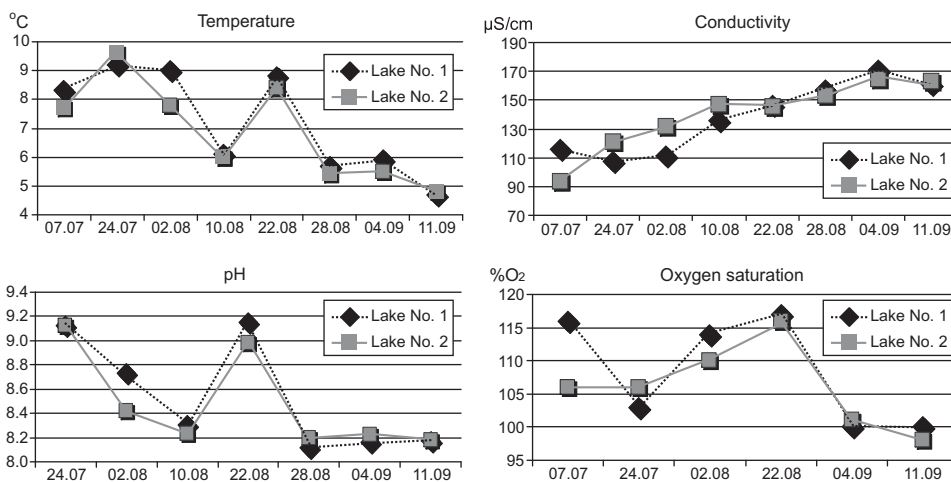 °C Temperature
10
9
8
7
6
5
4
Lake No. 1
Lake No. 2
07.07 24.07 02.08 10.08 22.08 28.08 04.09 11.09
µS/cm Conductivity
190
170
150
130
110
90
70
Lake No. 1
Lake No. 2
07.07 24.07 02.08 10.08 22.08 28.08 04.09 11.09
pH
9.4
9.2
9.0
8.8
8.6
8.4
8.2
8.0
Lake No. 1
Lake No. 2
24.07 02.08 10.08 22.08 28.08 04.09 11.09
%O₂ Oxygen saturation
120
115
110
105
100
95
Lake No. 1
Lake No. 2
07.07 24.07 02.08 22.08 04.09 11.09